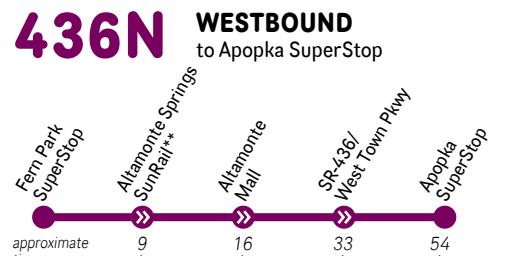 436N
WESTBOUND
to Apopka SuperStop
Fern Park
SuperStop
Altamonte Springs
SunRail**
Altamonte
Mall
SR-436/
West Town Pkwy
Apopka
SuperStop
approximate
9
16
33
54